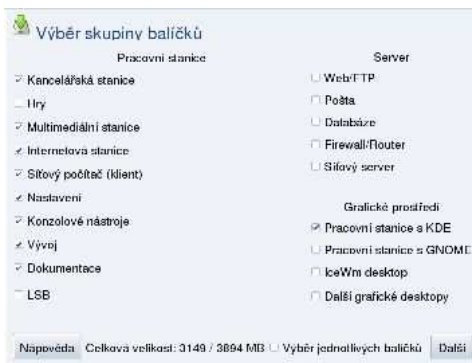 Výběr skupiny balíčků
Pracovní stanice
Kancelářská stanice
Hry
Multimediální stanice
Internetová stanice
Síťový počítač (klient)
Nastavení
Konzolové nástroje
Vývoj
Dokumentace
LSB
Server
Web/FTP
Pošta
Databáze
Firewall/Router
Síťový server
Grafické prostředí
Pracovní stanice s KDE
Pracovní stanice s GNOME
IceWm desktop
Další grafické desktopy
Nápověda Celková velikost: 3149 / 3894 MB Výběr jednotlivých balíčků Další